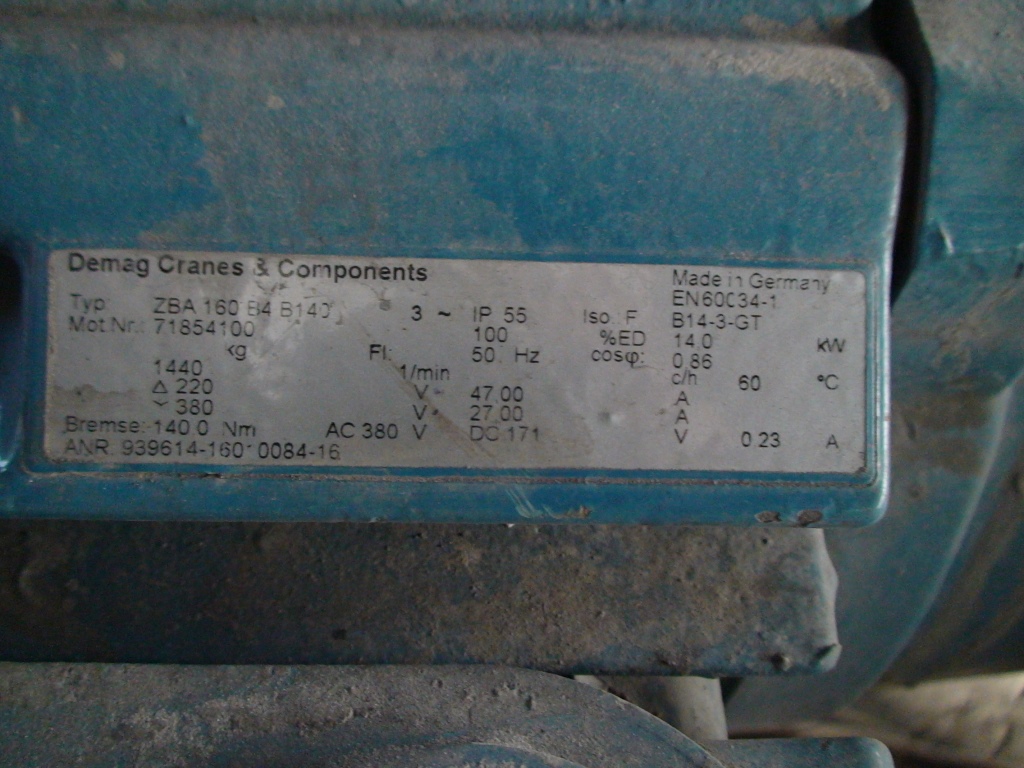 Demag Cranes & Components Made in Germany
EN60034-1
Typ: ZBA 160 B4 B140 3 ~ IP 55 Iso. F B14-3-GT
Mot.Nr.: 71854100 100 %ED 14.0 kW
kg FI. 50. Hz cosφ: 0.86
1440 1/min c/h 60 °C
Δ 220 V 47.00 A
380 V 27.00 A
Bremse: 140.0 Nm AC 380 V DC 171 V 0.23 A
ANR. 939614-160 0084-16